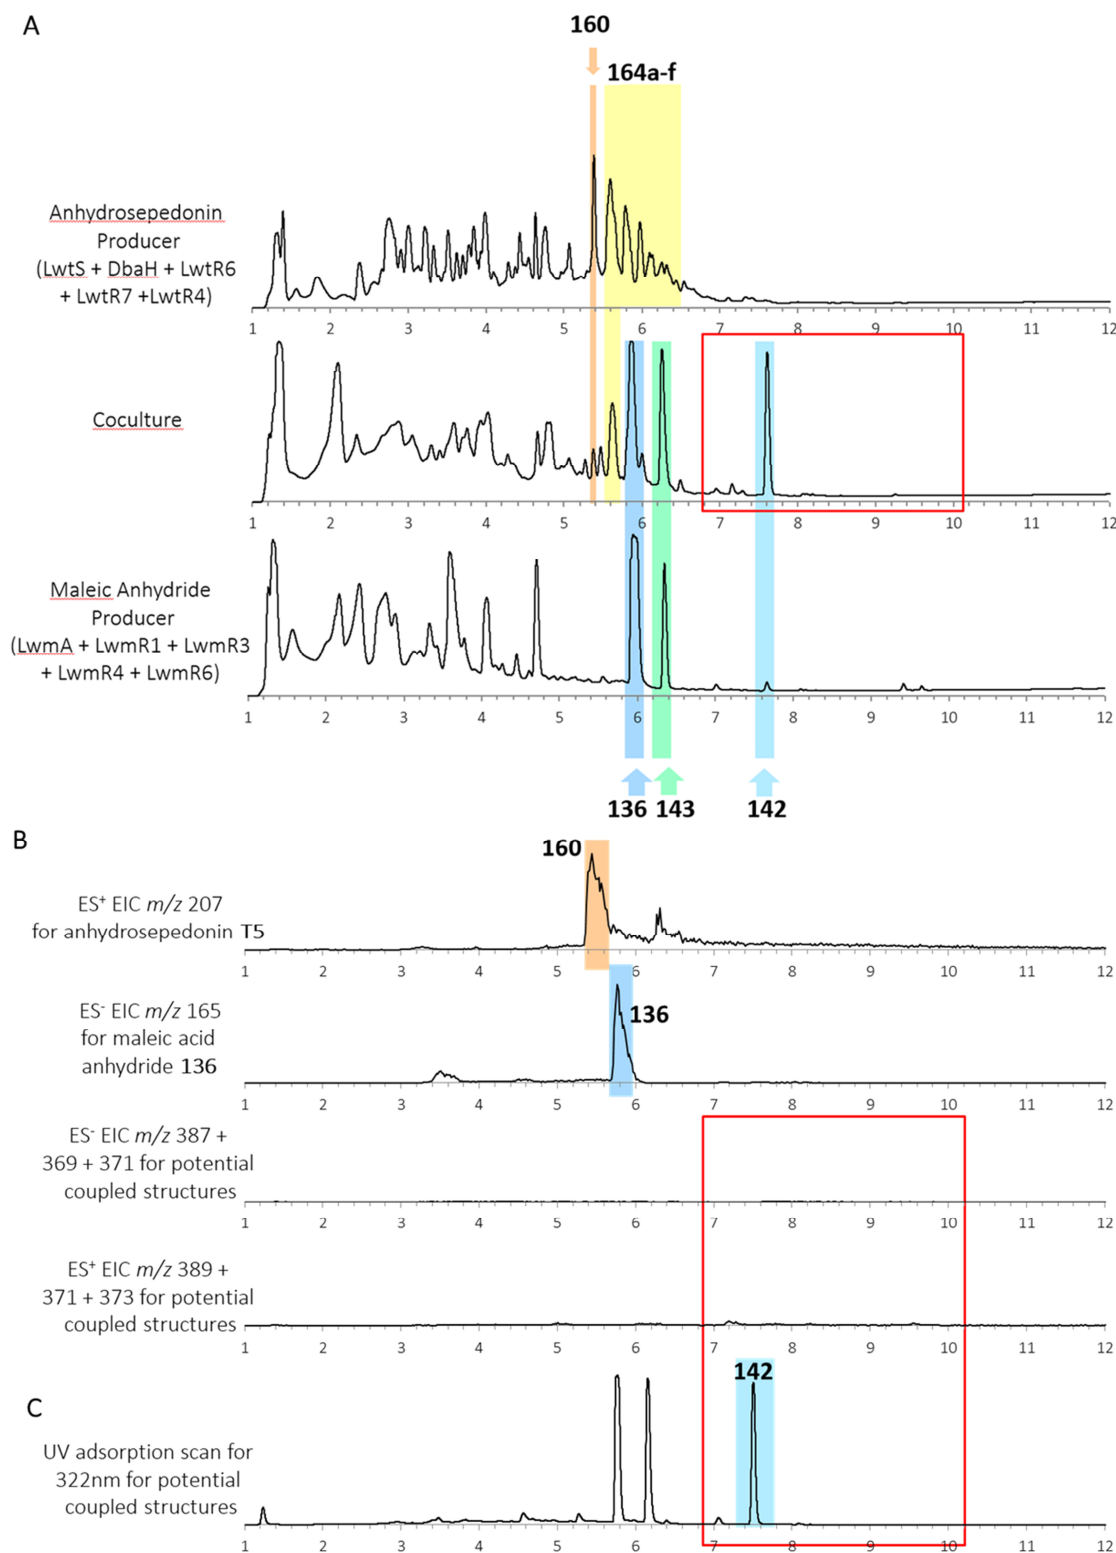 A
160
164a-f
Anhydrosepedonin
Producer
(LwtS + DbaH + LwtR6
+ LwtR7 +LwtR4)
1 2 3 4 5 6 7 8 9 10 11 12
Coculture
1 2 3 4 5 6 7 8 9 10 11 12
Maleic Anhydride
Producer
(LwmA + LwmR1 + LwmR3
+ LwmR4 + LwmR6)
1 2 3 4 5 6 7 8 9 10 11 12
136 143 142
B
160
ES+ EIC m/z 207
for anhydrosepedonin T5
1 2 3 4 5 6 7 8 9 10 11 12
ES- EIC m/z 165
for maleic acid
anhydride 136
136
1 2 3 4 5 6 7 8 9 10 11 12
ES- EIC m/z 387 +
369 + 371 for potential
coupled structures
1 2 3 4 5 6 7 8 9 10 11 12
ES+ EIC m/z 389 +
371 + 373 for potential
coupled structures
1 2 3 4 5 6 7 8 9 10 11 12
142
C
UV adsorption scan for
322nm for potential
coupled structures
1 2 3 4 5 6 7 8 9 10 11 12